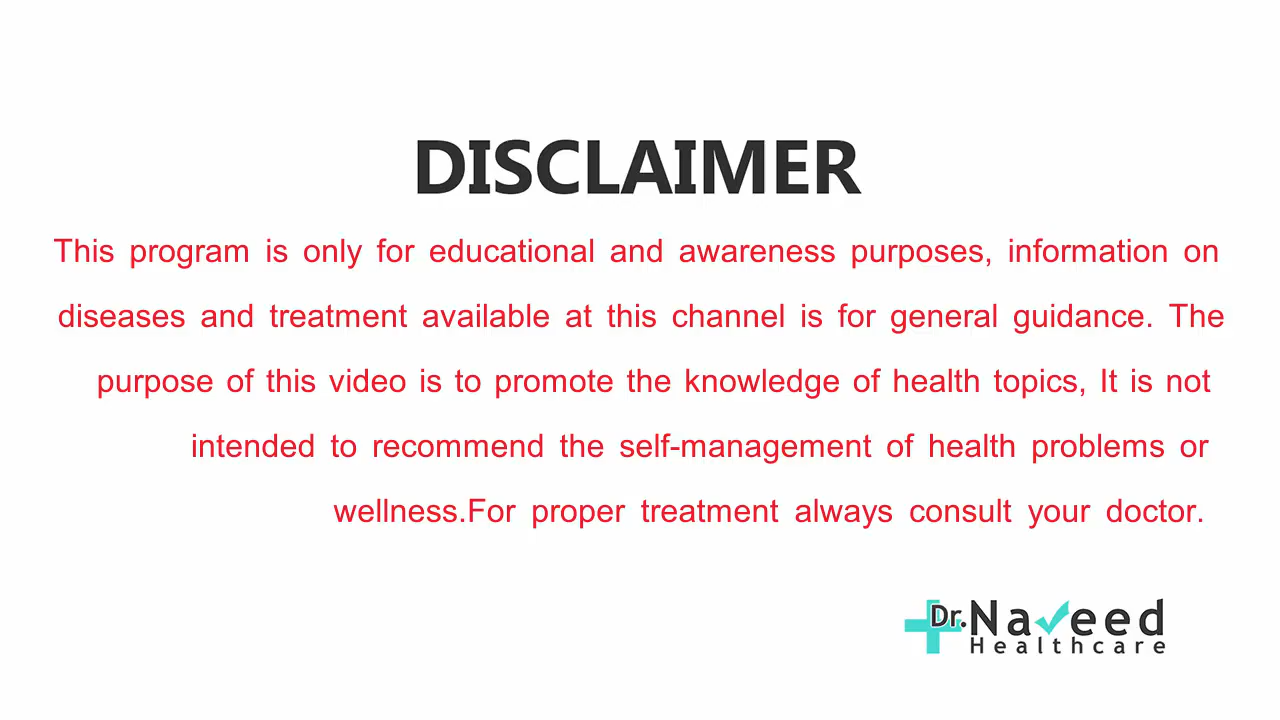 DISCLAIMER
This program is only for educational and awareness purposes, information on
diseases and treatment available at this channel is for general guidance. The
purpose of this video is to promote the knowledge of health topics, It is not
intended to recommend the self-management of health problems or
wellness.For proper treatment always consult your doctor.
Dr.Naveed
Healthcare